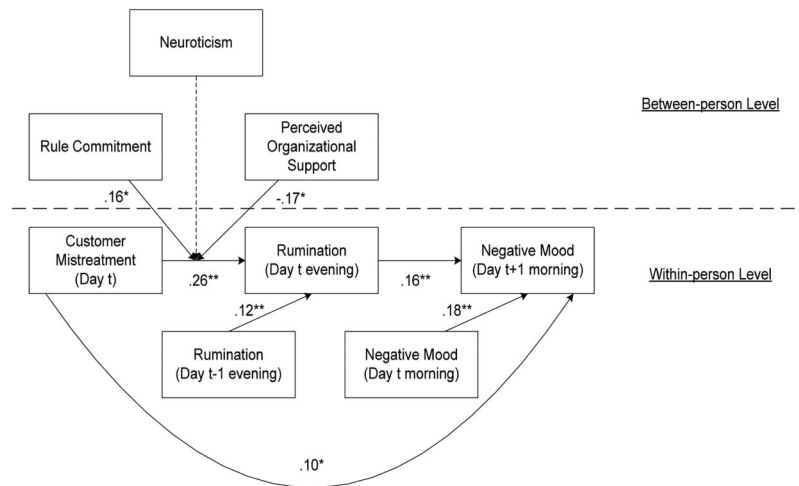 Neuroticism
Between-person Level
Rule Commitment
Perceived
Organizational
Support
.16*
-.17*
Customer
Mistreatment
(Day t)
.26**
Rumination
(Day t evening)
.16**
Negative Mood
(Day t+1 morning)
Within-person Level
.12**
.18**
Rumination
(Day t-1 evening)
Negative Mood
(Day t morning)
.10*